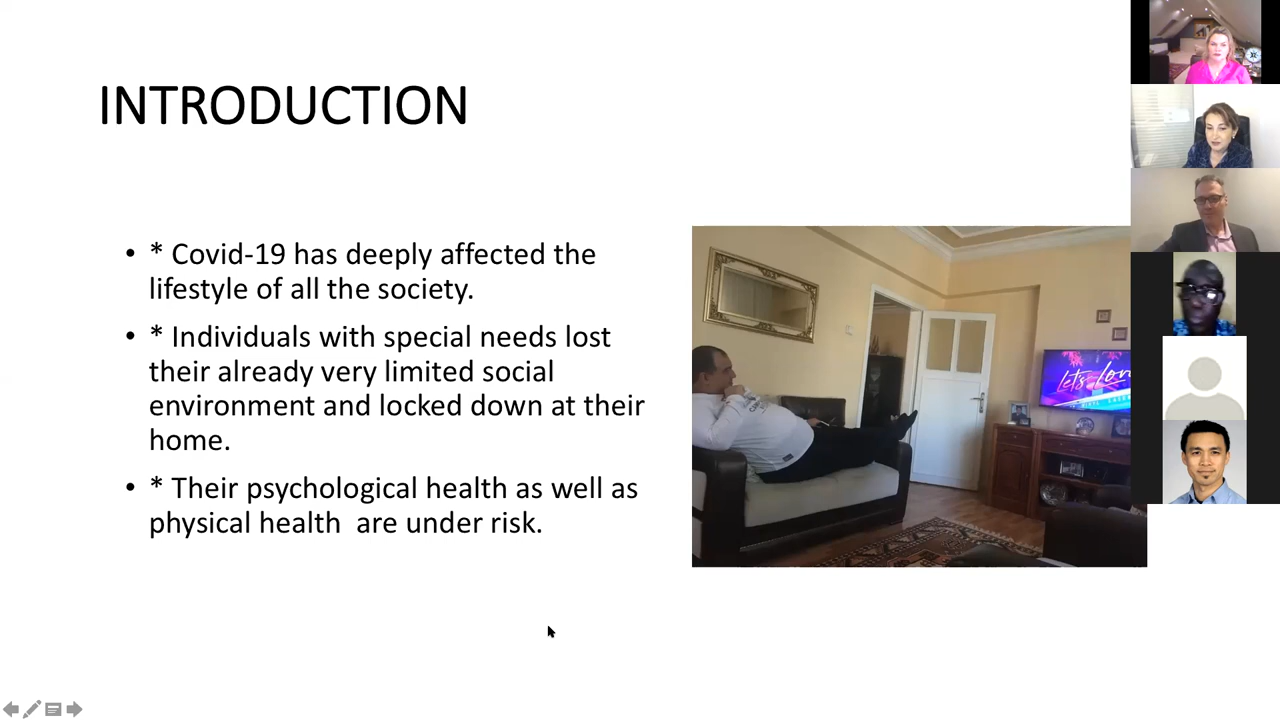 INTRODUCTION
• * Covid-19 has deeply affected the
lifestyle of all the society.
• * Individuals with special needs lost
their already very limited social
environment and locked down at their
home.
• * Their psychological health as well as
physical health  are under risk.
let's lov